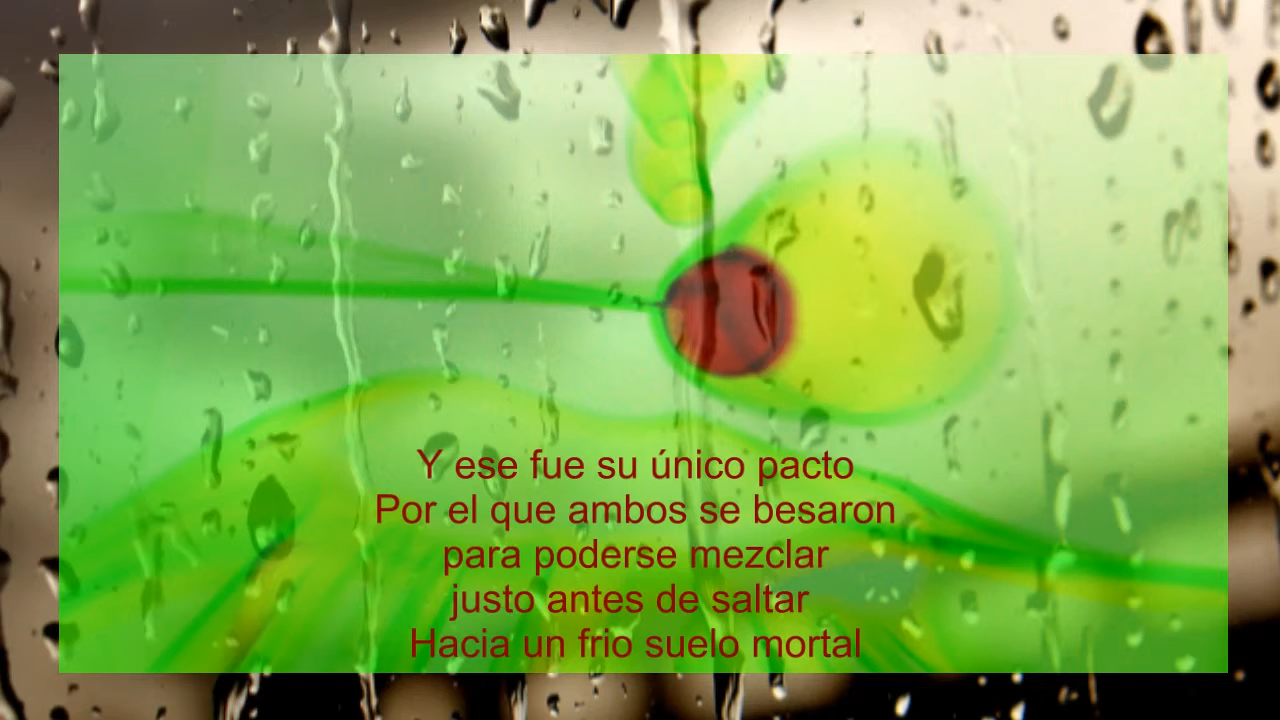 Y ese fue su único pacto
Por el que ambos se besaron
para poderse mezclar
justo antes de saltar
Hacia un frio suelo mortal